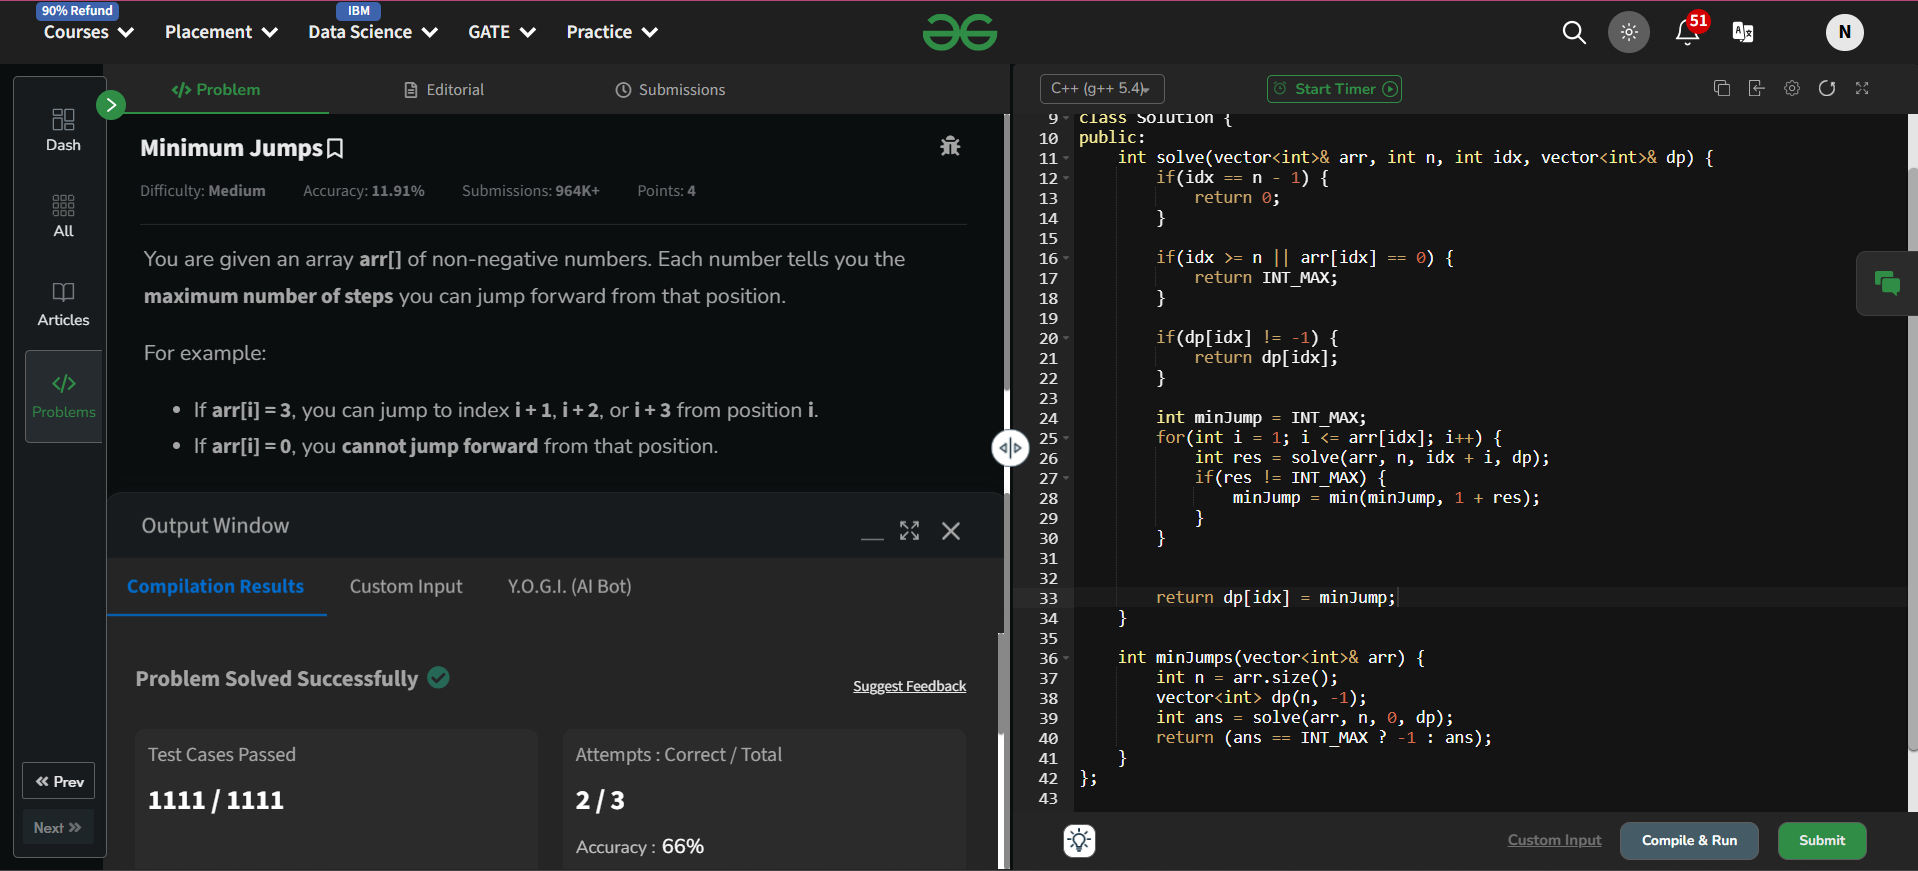 90% Refund
IBM
Courses
Placement
Data Science
GATE
Practice
51
N
Dash
All
Articles
</>
Problems
Prev
Next
</> Problem
Editorial
Submissions
Minimum Jumps
Difficulty: Medium
Accuracy: 11.91%
Submissions: 964K+
Points: 4
You are given an array arr[] of non-negative numbers. Each number tells you the
maximum number of steps you can jump forward from that position.
For example:
• If arr[i] = 3, you can jump to index i + 1, i + 2, or i + 3 from position i.
• If arr[i] = 0, you cannot jump forward from that position.
Output Window
Compilation Results
Custom Input
Y.O.G.I. (AI Bot)
Problem Solved Successfully
Suggest Feedback
Test Cases Passed
1111 / 1111
Attempts : Correct / Total
2 / 3
Accuracy : 66%
C++ (g++ 5.4)
Start Timer
9 class Solution {
10 public:
11     int solve(vector<int>& arr, int n, int idx, vector<int>& dp) {
12         if(idx == n - 1) {
13             return 0;
14         }
15
16         if(idx >= n || arr[idx] == 0) {
17             return INT_MAX;
18         }
19
20         if(dp[idx] != -1) {
21             return dp[idx];
22         }
23
24         int minJump = INT_MAX;
25         for(int i = 1; i <= arr[idx]; i++) {
26             int res = solve(arr, n, idx + i, dp);
27             if(res != INT_MAX) {
28                 minJump = min(minJump, 1 + res);
29             }
30         }
31
32
33         return dp[idx] = minJump;
34     }
35
36     int minJumps(vector<int>& arr) {
37         int n = arr.size();
38         vector<int> dp(n, -1);
39         int ans = solve(arr, n, 0, dp);
40         return (ans == INT_MAX ? -1 : ans);
41     }
42 };
43
Custom Input
Compile & Run
Submit